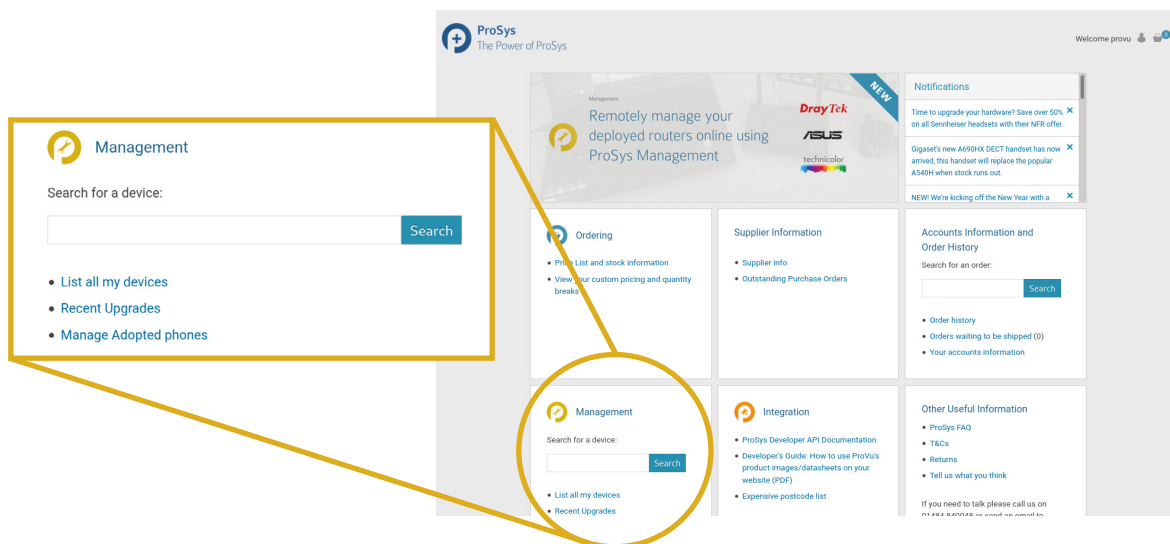 ProSys
The Power of ProSys
Welcome provu
0
Management
Search for a device:
Search
List all my devices
Recent Upgrades
Manage Adopted phones
Management
Remotely manage your
deployed routers online using
ProSys Management
NEW
DrayTek
ASUS
technicolor
Notifications
Time to upgrade your hardware? Save over 50%
on all Sennheiser headsets with their NFR offer.
Gigaset's new A690HX DECT handset has now
arrived, this handset will replace the popular
A540H when stock runs out.
NEW! We're kicking off the New Year with a
Ordering
Price List and stock information
View your custom pricing and quantity
breaks
Supplier Information
Supplier info
Outstanding Purchase Orders
Accounts Information and
Order History
Search for an order:
Search
Order history
Orders waiting to be shipped (0)
Your accounts information
Management
Search for a device:
Search
List all my devices
Recent Upgrades
Integration
ProSys Developer API Documentation
Developer's Guide: How to use ProVu's
product images/datasheets on your
website (PDF)
Expensive postcode list
Other Useful Information
ProSys FAQ
T&Cs
Returns
Tell us what you think
If you need to talk please call us on
01484 840048 or send an email to